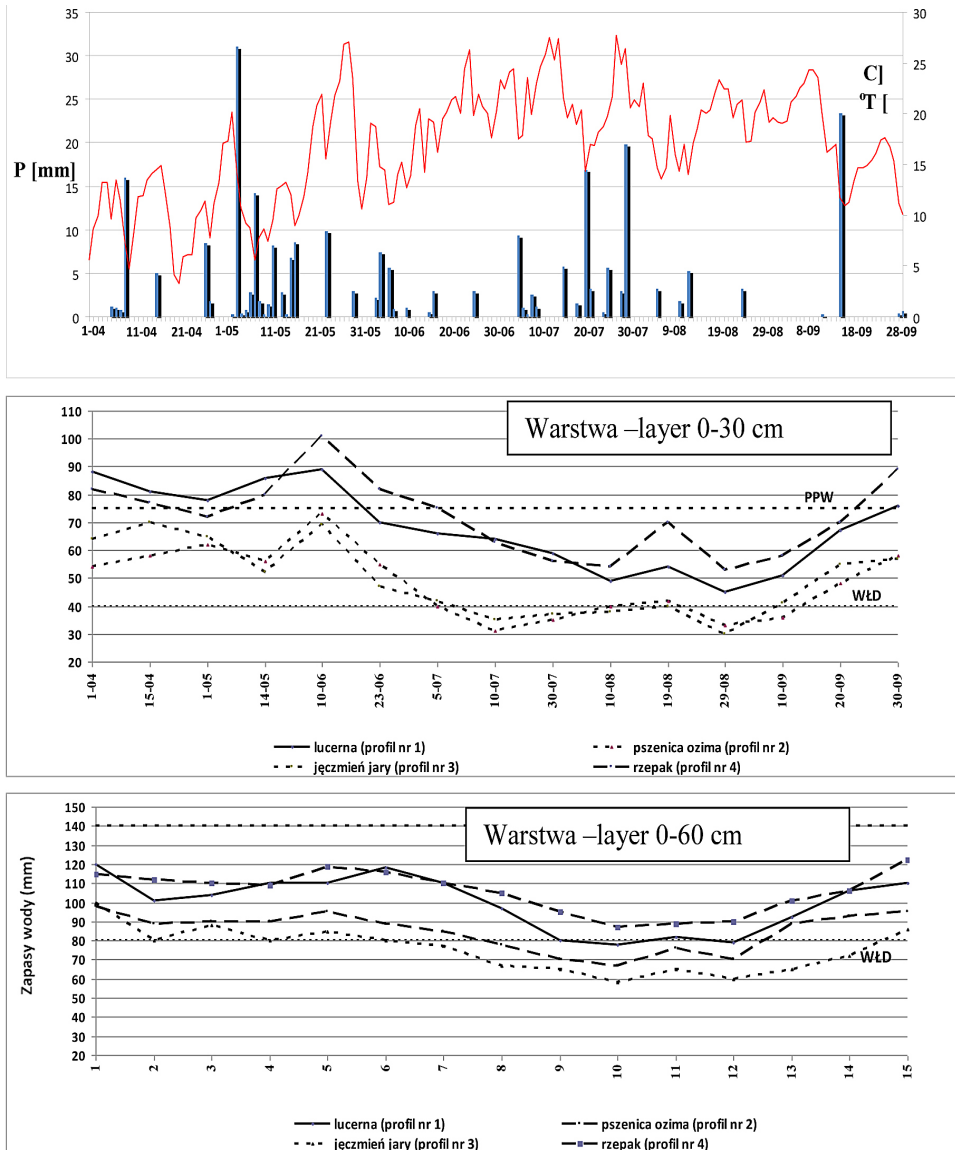 35
30
25
20
15
10
5
0
P [mm]
30
25
20
15
10
5
0
C]
ºT [
1-04 11-04 21-04 1-05 11-05 21-05 31-05 10-06 20-06 30-06 10-07 20-07 30-07 9-08 19-08 29-08 8-09 18-09 28-09
110
100
90
80
70
60
50
40
30
20
Warstwa –layer 0-30 cm
PPW
WŁD
1-04 15-04 1-05 14-05 10-06 23-06 5-07 10-07 30-07 10-08 19-08 29-08 10-09 20-09 30-09
lucerna (profil nr 1) pszenica ozima (profil nr 2)
jęczmień jary (profil nr 3) rzepak (profil nr 4)
Zapasy wody (mm)
150
140
130
120
110
100
90
80
70
60
50
40
30
20
Warstwa –layer 0-60 cm
WŁD
1 2 3 4 5 6 7 8 9 10 11 12 13 14 15
lucerna (profil nr 1) pszenica ozima (profil nr 2)
jęczmień jary (profil nr 3) rzepak (profil nr 4)